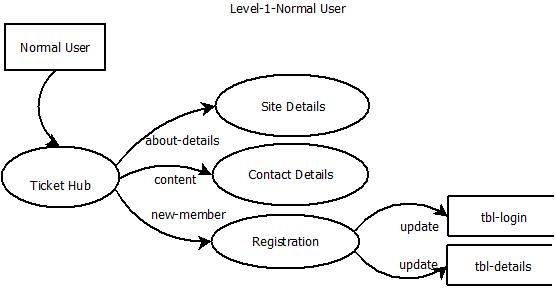 Level-1-Normal User
Normal User
Site Details
about-details
Ticket Hub
content
Contact Details
new-member
Registration
update
tbl-login
update
tbl-details